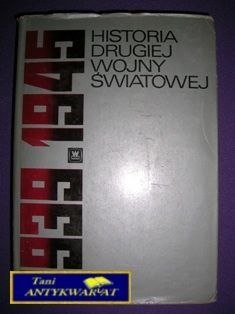 HISTORIA
DRUGIEJ
WOJNY
ŚWIATOWEJ
1939.1945
Tani
ANTYKWARIAT